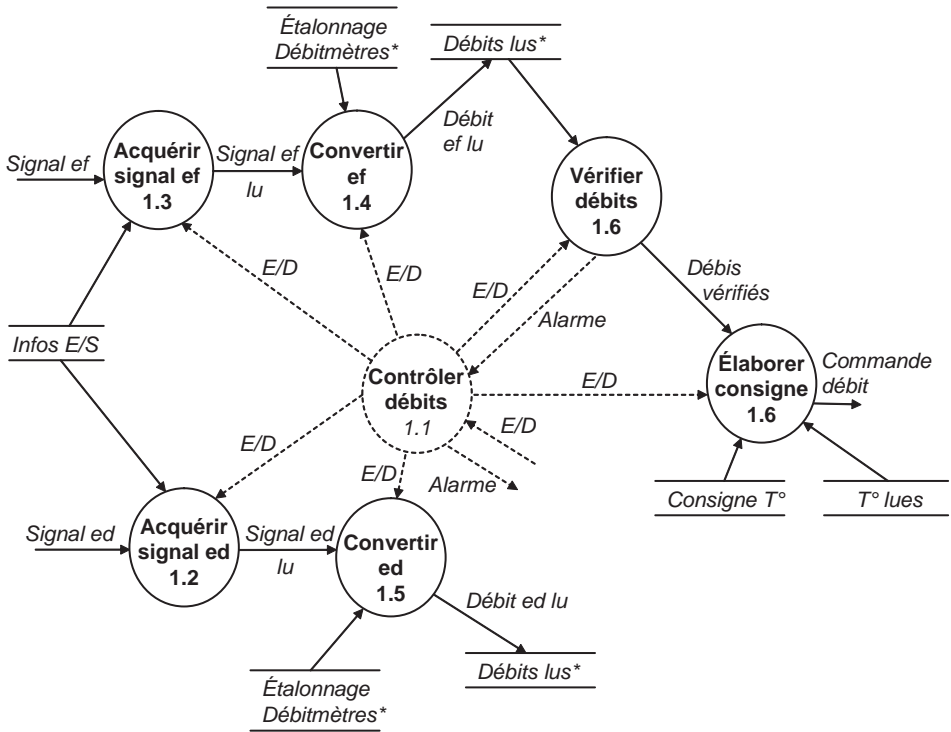 Étalonnage
Débitmètres*
Débits lus*
Débit
ef lu
Signal ef
Acquérir
signal ef
1.3
Signal ef
lu
Convertir
ef
1.4
Vérifier
débits
1.6
E/D
E/D
E/D
Alarme
Débis
vérifiés
Infos E/S
Contrôler
débits
1.1
E/D
Élaborer
consigne
1.6
Commande
débit
E/D
E/D
E/D
Alarme
Consigne T°
T° lues
Signal ed
Acquérir
signal ed
1.2
Signal ed
lu
Convertir
ed
1.5
Débit ed lu
Débits lus*
Étalonnage
Débitmètres*